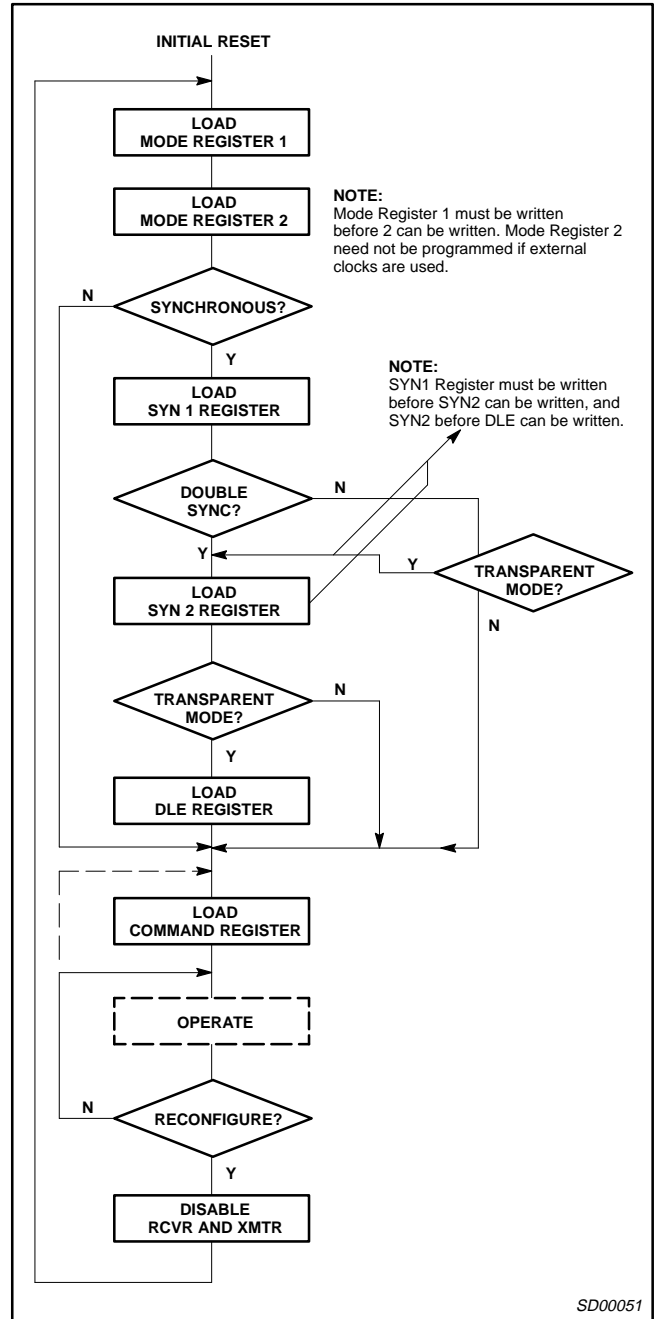 INITIAL RESET
LOAD
MODE REGISTER 1
LOAD
MODE REGISTER 2
NOTE:
Mode Register 1 must be written
before 2 can be written. Mode Register 2
need not be programmed if external
clocks are used.
N
SYNCHRONOUS?
Y
LOAD
SYN 1 REGISTER
NOTE:
SYN1 Register must be written
before SYN2 can be written, and
SYN2 before DLE can be written.
DOUBLE
SYNC?
N
Y
Y
TRANSPARENT
MODE?
N
LOAD
SYN 2 REGISTER
TRANSPARENT
MODE?
N
Y
LOAD
DLE REGISTER
LOAD
COMMAND REGISTER
OPERATE
N
RECONFIGURE?
Y
DISABLE
RCVR AND XMTR
SD00051